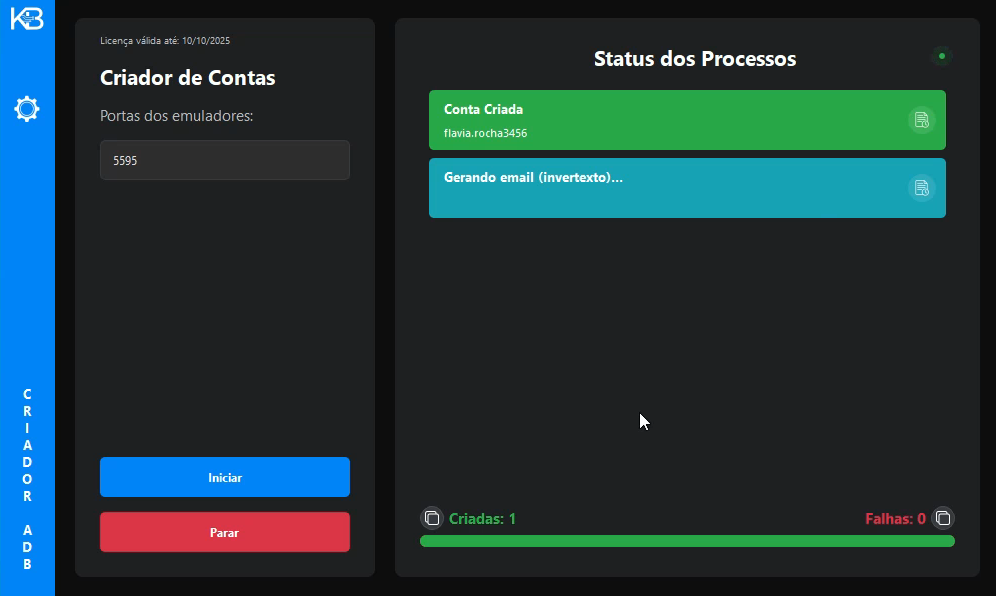 KB
Licença válida até: 10/10/2025
Criador de Contas
Portas dos emuladores:
5595
Iniciar
Parar
CRIADOR ADB
Status dos Processos
Conta Criada
flavia.rocha3456
Gerando email (invertexto)...
Criadas: 1
Falhas: 0